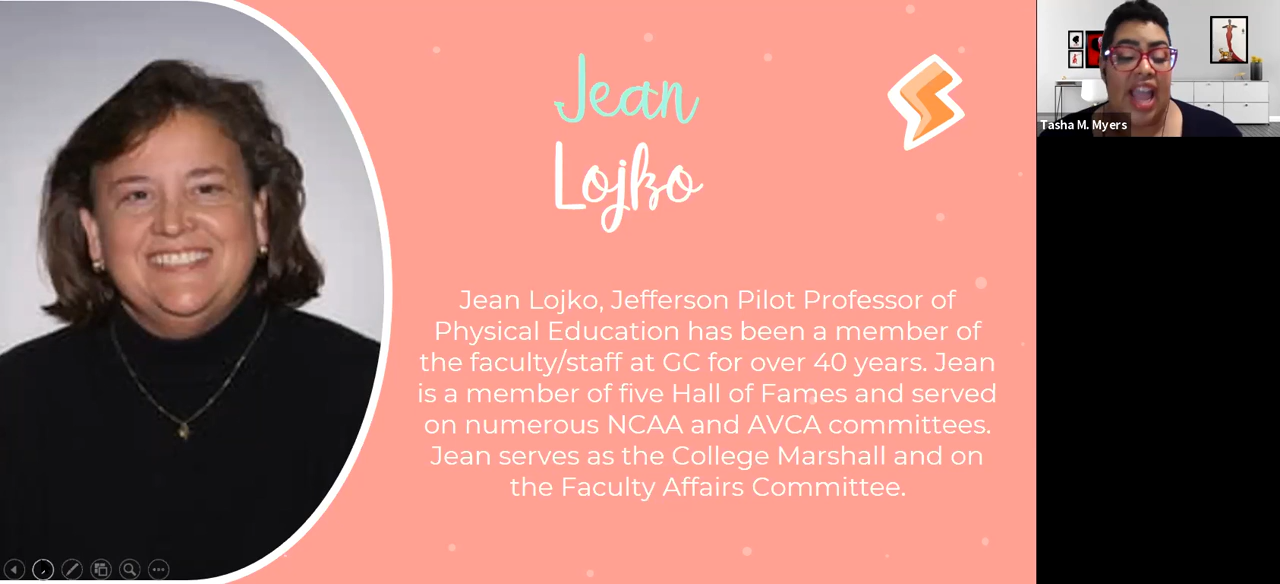 Jean
Lojko
Jean Lojko, Jefferson Pilot Professor of
Physical Education has been a member of
the faculty/staff at GC for over 40 years. Jean
is a member of five Hall of Fames and served
on numerous NCAA and AVCA committees.
Jean serves as the College Marshall and on
the Faculty Affairs Committee.
Tasha M. Myers